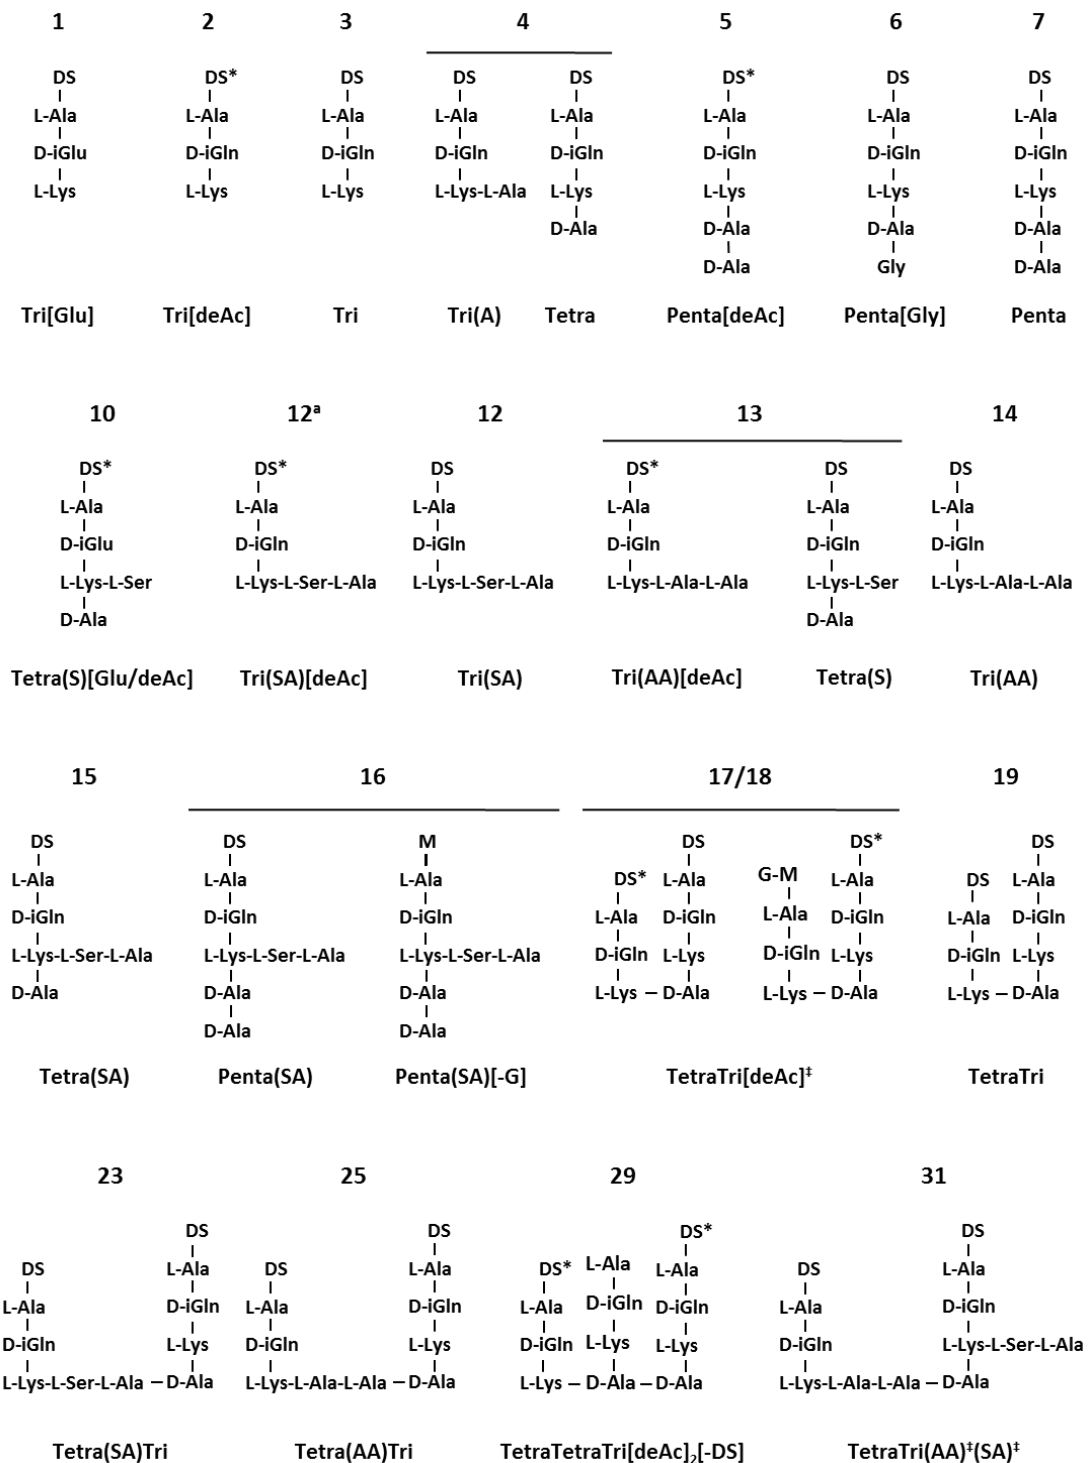 1 2 3 4 5 6 7
DS DS* DS DS DS DS* DS DS
L-Ala L-Ala L-Ala L-Ala L-Ala L-Ala L-Ala L-Ala
D-iGlu D-iGln D-iGln D-iGln D-iGln D-iGln D-iGln D-iGln
L-Lys L-Lys L-Lys L-Lys-L-Ala L-Lys L-Lys L-Lys L-Lys
D-Ala D-Ala D-Ala D-Ala
D-Ala Gly D-Ala
Tri[Glu] Tri[deAc] Tri Tri(A) Tetra Penta[deAc] Penta[Gly] Penta
10 12ᵃ 12 13 14
DS* DS* DS DS* DS DS
L-Ala L-Ala L-Ala L-Ala L-Ala L-Ala
D-iGlu D-iGln D-iGln D-iGln D-iGln D-iGln
L-Lys-L-Ser L-Lys-L-Ser-L-Ala L-Lys-L-Ser-L-Ala L-Lys-L-Ala-L-Ala L-Lys-L-Ser L-Lys-L-Ala-L-Ala
D-Ala D-Ala
Tetra(S)[Glu/deAc] Tri(SA)[deAc] Tri(SA) Tri(AA)[deAc] Tetra(S) Tri(AA)
15 16 17/18 19
DS DS M DS DS* DS
L-Ala L-Ala L-Ala DS* L-Ala G-M L-Ala DS L-Ala
D-iGln D-iGln D-iGln L-Ala D-iGln L-Ala D-iGln L-Ala D-iGln
L-Lys-L-Ser-L-Ala L-Lys-L-Ser-L-Ala L-Lys-L-Ser-L-Ala D-iGln L-Lys D-iGln L-Lys D-iGln L-Lys
D-Ala D-Ala D-Ala L-Lys – D-Ala L-Lys – D-Ala L-Lys – D-Ala
D-Ala D-Ala
Tetra(SA) Penta(SA) Penta(SA)[-G] TetraTri[deAc]‡ TetraTri
23 25 29 31
DS DS DS* DS
DS L-Ala DS L-Ala DS* L-Ala L-Ala DS L-Ala
L-Ala D-iGln L-Ala D-iGln L-Ala D-iGln D-iGln L-Ala D-iGln
D-iGln L-Lys D-iGln L-Lys D-iGln L-Lys L-Lys D-iGln L-Lys-L-Ser-L-Ala
L-Lys-L-Ser-L-Ala – D-Ala L-Lys-L-Ala-L-Ala – D-Ala L-Lys – D-Ala – D-Ala L-Lys-L-Ala-L-Ala – D-Ala
Tetra(SA)Tri Tetra(AA)Tri TetraTetraTri[deAc]₂[-DS] TetraTri(AA)‡(SA)‡